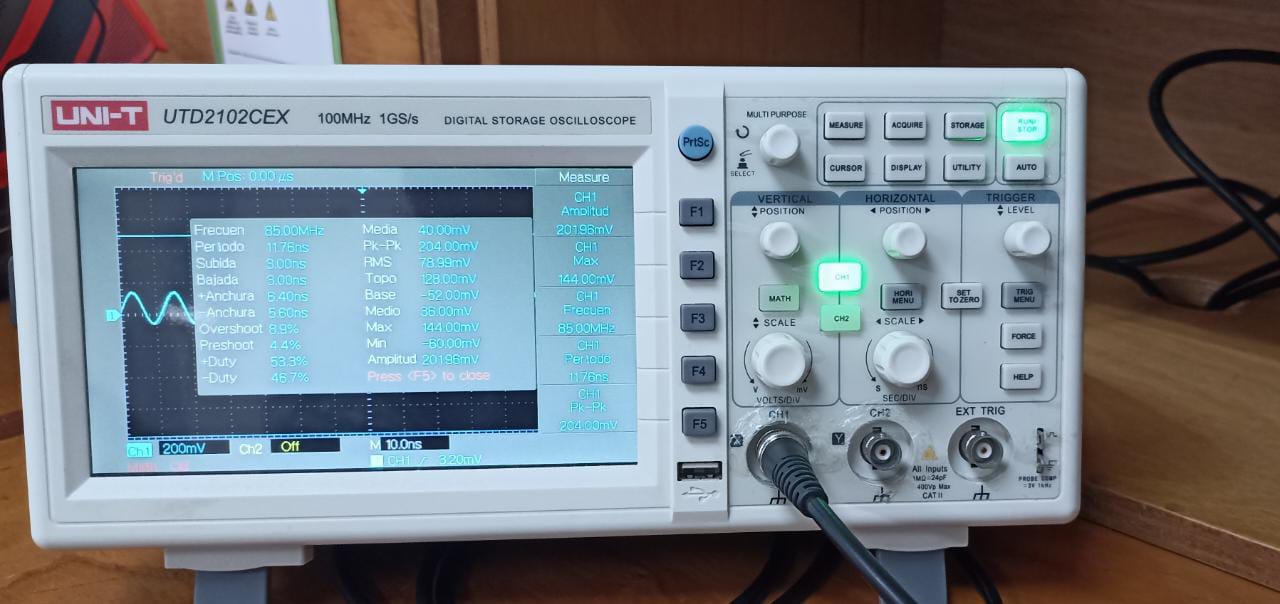 UNI-T UTD2102CEX 100MHz 1GS/s DIGITAL STORAGE OSCILLOSCOPE
Trig'd M Pos: 0.00 μs Measure
CH1
Amplitud
201.96mV
CH1
Max
144.00mV
CH1
Frecuen
85.00MHz
CH1
Periodo
11.76ns
CH1
Pk-Pk
204.00mV
Frecuen 85.00MHz Media 40.00mV
Periodo 11.76ns Pk-Pk 204.00mV
Subida 3.00ns RMS 78.99mV
Bajada 3.00ns Topo 128.00mV
+Anchura 6.40ns Base -52.00mV
-Anchura 5.60ns Medio 36.00mV
Overshoot 8.9% Max 144.00mV
Preshoot 4.4% Min -60.00mV
+Duty 53.3% Amplitud 201.96mV
-Duty 46.7% Press <F5> to close
1
Ch1 200mV Ch2 Off M 10.0ns
CH1 3.20mV
PrtSc
F1
F2
F3
F4
F5
MULTI PURPOSE
SELECT
MEASURE ACQUIRE STORAGE RUN/
STOP
CURSOR DISPLAY UTILITY AUTO
VERTICAL HORIZONTAL TRIGGER
POSITION POSITION LEVEL
CH1
MATH HORI
MENU SET
TO ZERO TRIG
MENU
CH2
SCALE SCALE FORCE
HELP
V mV S nS
VOLTS/DIV SEC/DIV
CH1 CH2 EXT TRIG
X Y
All Inputs
1MΩ=24pF
400Vp Max
CAT II
PROBE COMP